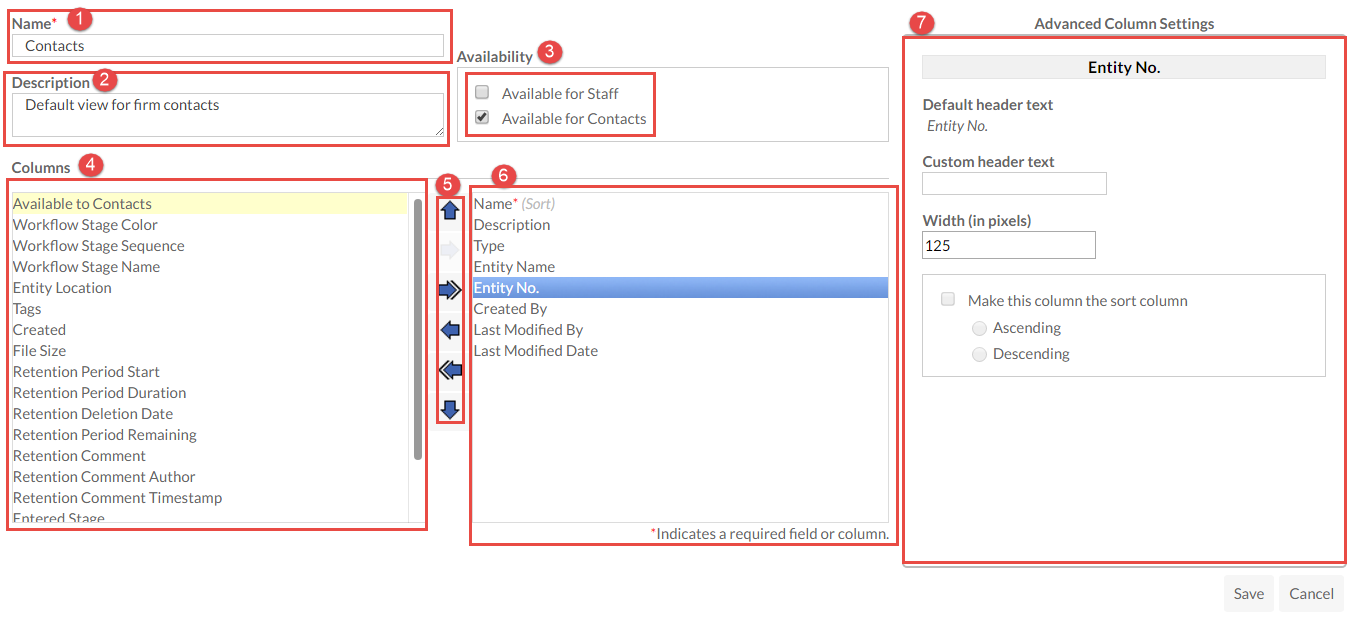 Name* 1
Contacts
Description 2
Default view for firm contacts
Availability 3
Available for Staff
Available for Contacts
Columns 4
Available to Contacts
Workflow Stage Color
Workflow Stage Sequence
Workflow Stage Name
Entity Location
Tags
Created
File Size
Retention Period Start
Retention Period Duration
Retention Deletion Date
Retention Period Remaining
Retention Comment
Retention Comment Author
Retention Comment Timestamp
Entered Stage
5
6
Name* (Sort)
Description
Type
Entity Name
Entity No.
Created By
Last Modified By
Last Modified Date
*Indicates a required field or column.
7
Advanced Column Settings
Entity No.
Default header text
Entity No.
Custom header text
Width (in pixels)
125
Make this column the sort column
Ascending
Descending
Save Cancel